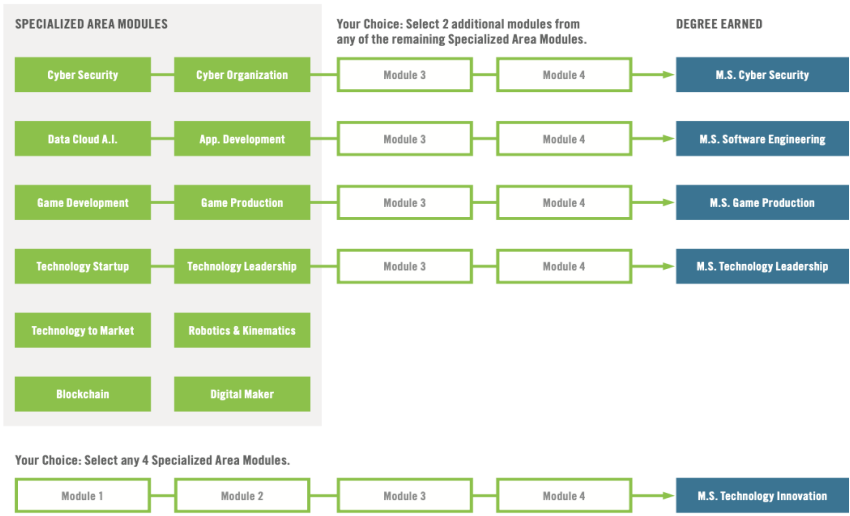 SPECIALIZED AREA MODULES
Your Choice: Select 2 additional modules from
any of the remaining Specialized Area Modules.
DEGREE EARNED
Cyber Security
Cyber Organization
Module 3
Module 4
M.S. Cyber Security
Data Cloud A.I.
App. Development
Module 3
Module 4
M.S. Software Engineering
Game Development
Game Production
Module 3
Module 4
M.S. Game Production
Technology Startup
Technology Leadership
Module 3
Module 4
M.S. Technology Leadership
Technology to Market
Robotics & Kinematics
Blockchain
Digital Maker
Your Choice: Select any 4 Specialized Area Modules.
Module 1
Module 2
Module 3
Module 4
M.S. Technology Innovation